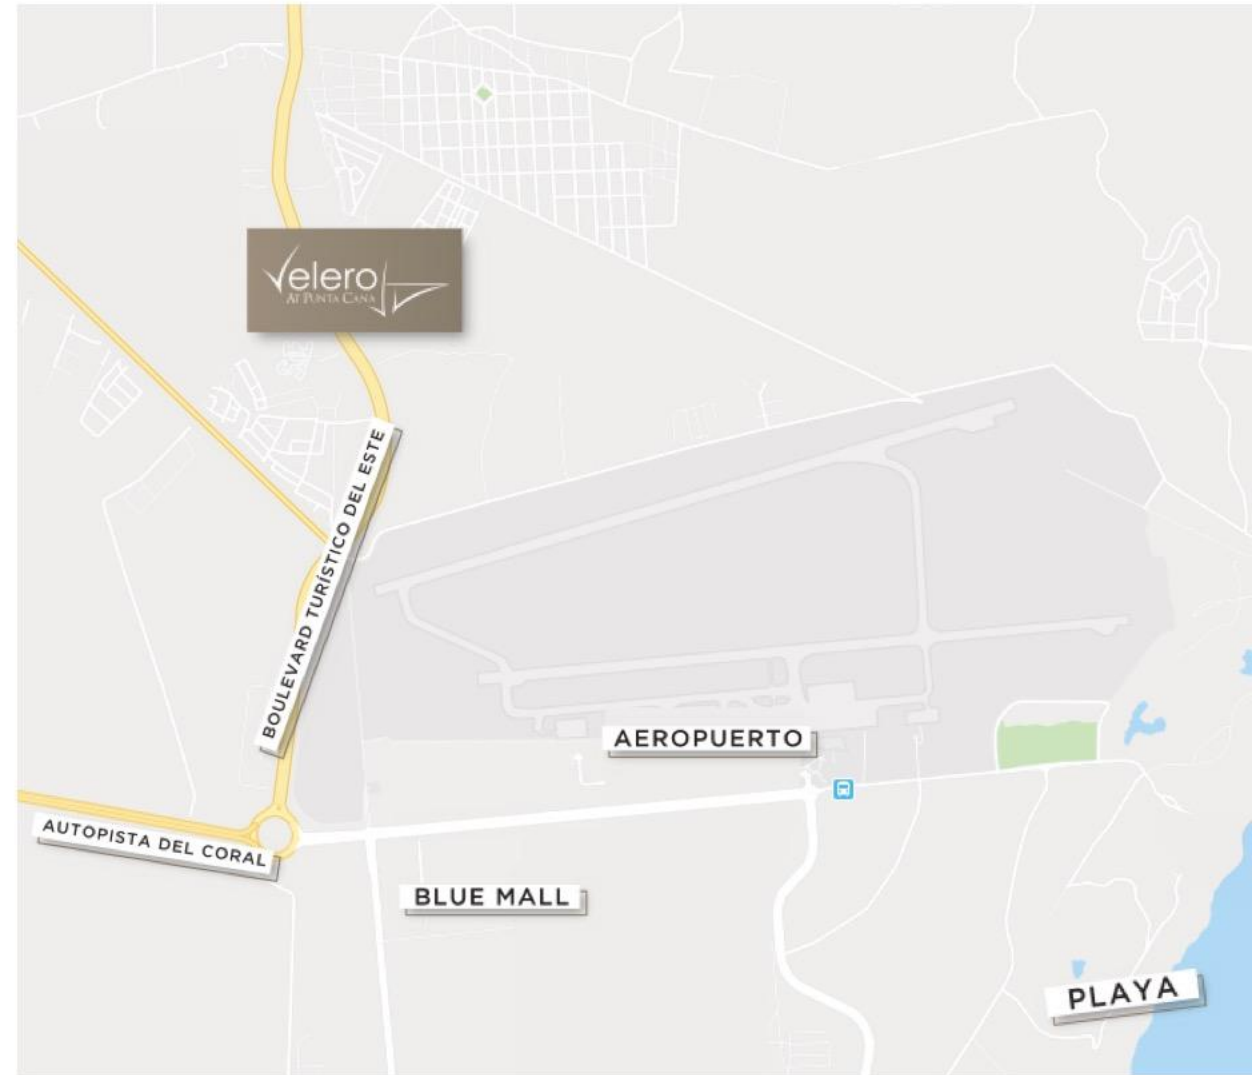 Velero
AT PUNTA CANA
BOULEVARD TURÍSTICO DEL ESTE
AEROPUERTO
AUTOPISTA DEL CORAL
BLUE MALL
PLAYA